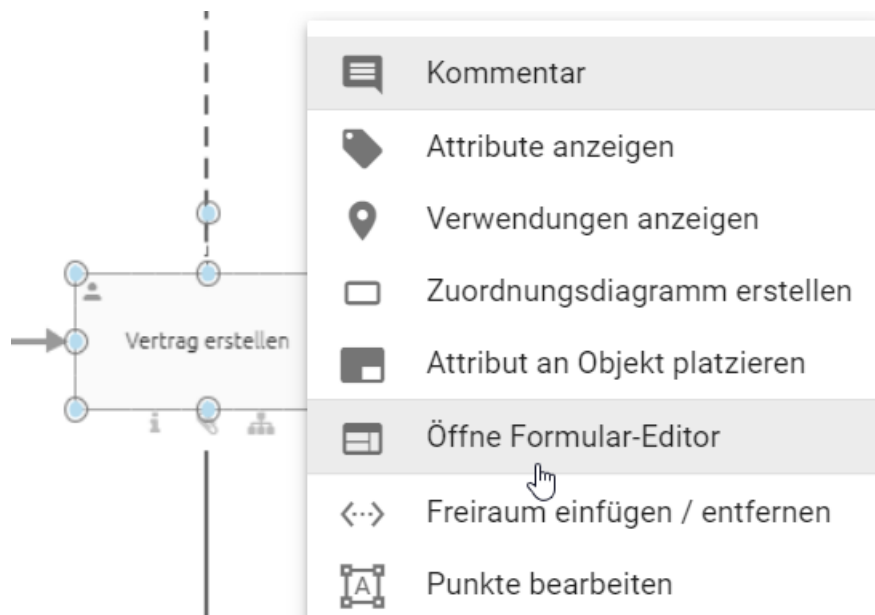 Kommentar
Attribute anzeigen
Verwendungen anzeigen
Zuordnungsdiagramm erstellen
Vertrag erstellen
Attribut an Objekt platzieren
Öffne Formular-Editor
Freiraum einfügen / entfernen
Punkte bearbeiten